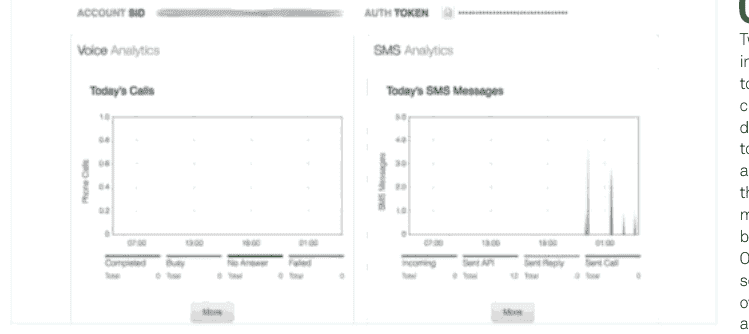 ACCOUNT SID AUTH TOKEN
Voice Analytics
Today's Calls
1.0
0.8
0.6
0.4
0.2
0
Phone Calls
07:00 13:00 19:00 01:00
Completed Busy No Answer Failed
Total 0 Total 0 Total 0 Total 0
More
SMS Analytics
Today's SMS Messages
5.0
4.0
3.0
2.0
1.0
0
SMS Messages
07:00 13:00 19:00 01:00
Incoming Sent API Sent Reply Sent Call
Total 0 Total 12 Total Total 0
More